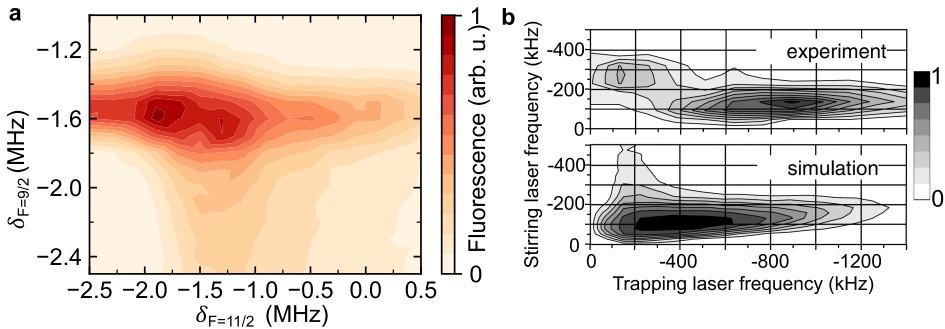 a
−1.2
−1.6
−2.0
−2.4
δF=9/2 (MHz)
−2.5 −2.0 −1.5 −1.0 −0.5 0.0 0.5
δF=11/2 (MHz)
1
0
Fluorescence (arb. u.)
b
-400
-200
0
experiment
-400
-200
0
simulation
Stirring laser frequency (kHz)
0 -400 -800 -1200
Trapping laser frequency (kHz)
1
0